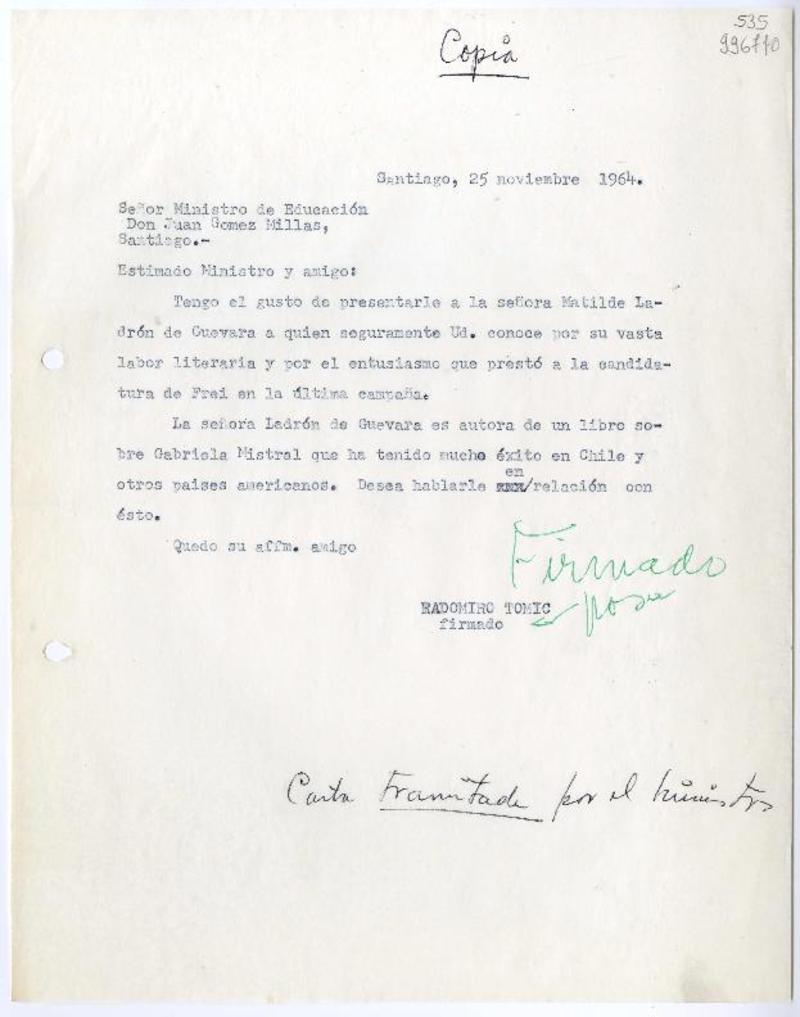 535
996770
Copia
Santiago, 25 noviembre 1964.
Señor Ministro de Educación
Don Juan Gomez Millas,
Santiago.-
Estimado Ministro y amigo:
Tengo el gusto de presentarle a la señora Matilde La-
drón de Guevara a quien seguramente Ud. conoce por su vasta
labor literaria y por el entusiasmo que prestó a la candida-
tura de Frei en la última campaña.
La señora Ladrón de Guevara es autora de un libro so-
bre Gabriela Mistral que ha tenido mucho éxito en Chile y
en
otros paises americanos. Desea hablarle xxx/relación con
ésto.
Quedo su affm. amigo
Firmado
RADOMIRO TOMIC
firmado
Carta tramitada por el Ministro